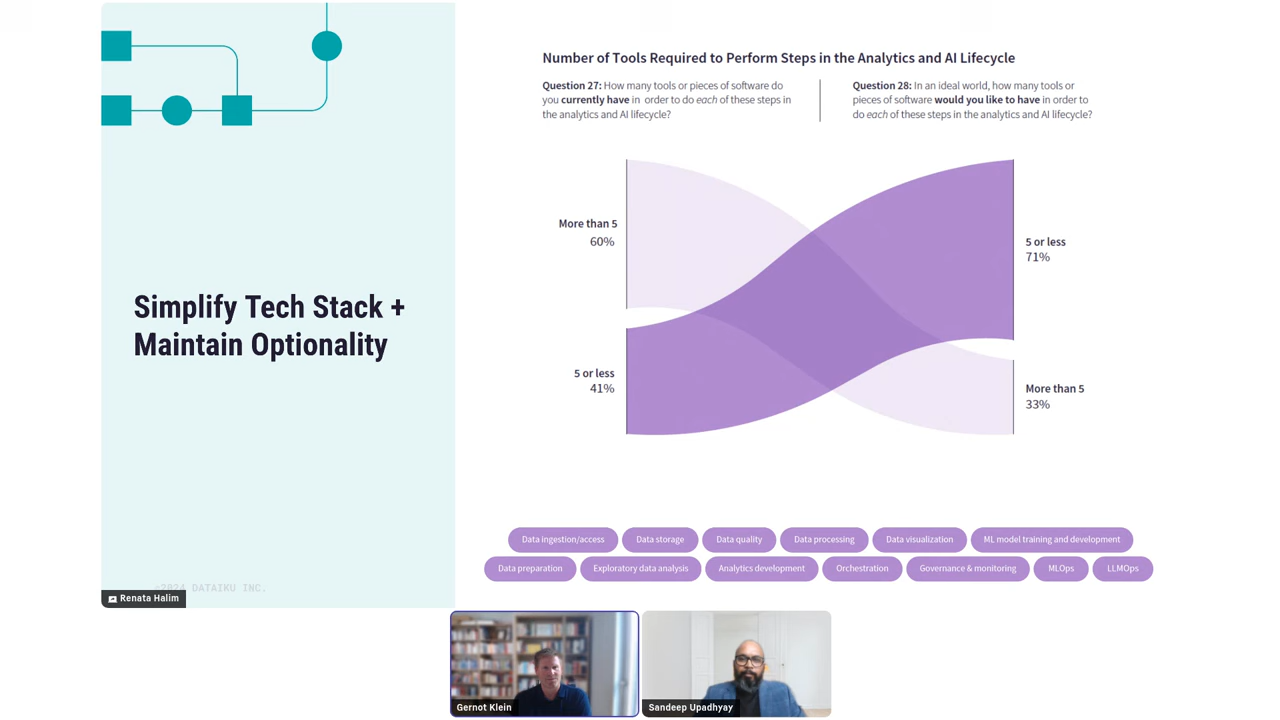 Simplify Tech Stack +
Maintain Optionality
©2024 DATAIKU INC.
Renata Halim
Number of Tools Required to Perform Steps in the Analytics and AI Lifecycle
Question 27: How many tools or pieces of software do
you currently have in order to do each of these steps in
the analytics and AI lifecycle?
Question 28: In an ideal world, how many tools or
pieces of software would you like to have in order to
do each of these steps in the analytics and AI lifecycle?
More than 5
60%
5 or less
41%
5 or less
71%
More than 5
33%
Data ingestion/access
Data storage
Data quality
Data processing
Data visualization
ML model training and development
Data preparation
Exploratory data analysis
Analytics development
Orchestration
Governance & monitoring
MLOps
LLMOps
Gernot Klein
Sandeep Upadhyay